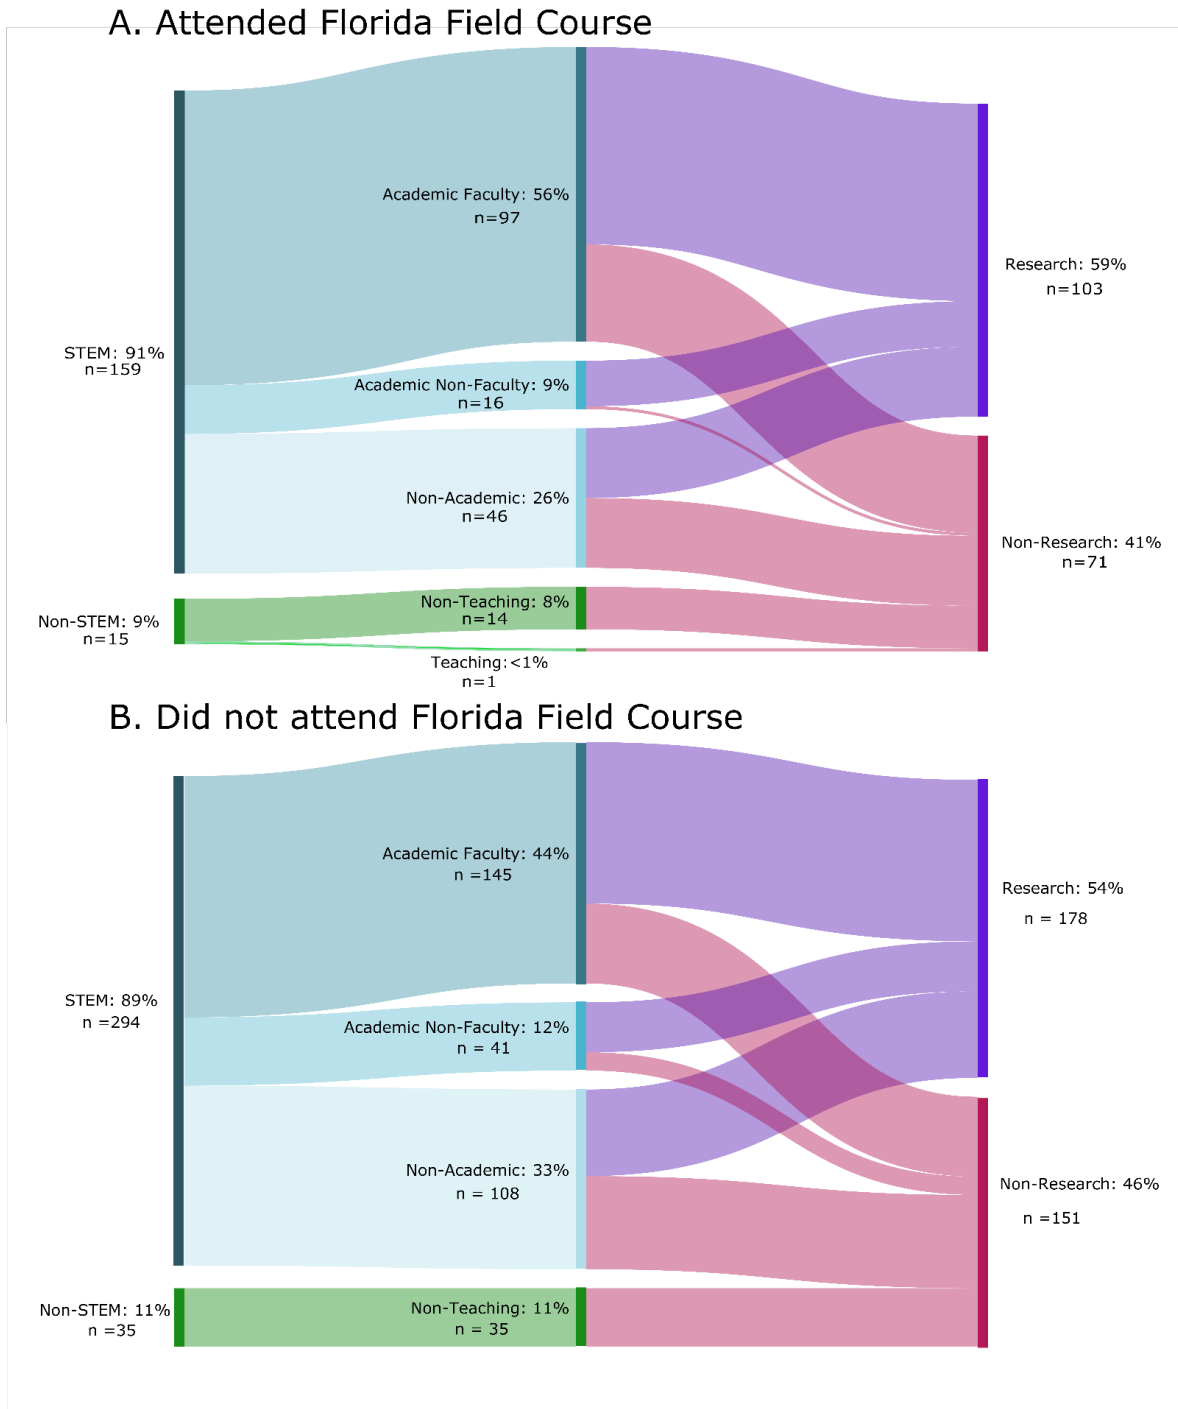 A. Attended Florida Field Course
Academic Faculty: 56%
n=97
Research: 59%
n=103
STEM: 91%
n=159
Academic Non-Faculty: 9%
n=16
Non-Academic: 26%
n=46
Non-Research: 41%
n=71
Non-STEM: 9%
n=15
Non-Teaching: 8%
n=14
Teaching:<1%
n=1
B. Did not attend Florida Field Course
Academic Faculty: 44%
n =145
Research: 54%
n = 178
STEM: 89%
n =294
Academic Non-Faculty: 12%
n = 41
Non-Academic: 33%
n = 108
Non-Research: 46%
n =151
Non-STEM: 11%
n =35
Non-Teaching: 11%
n = 35